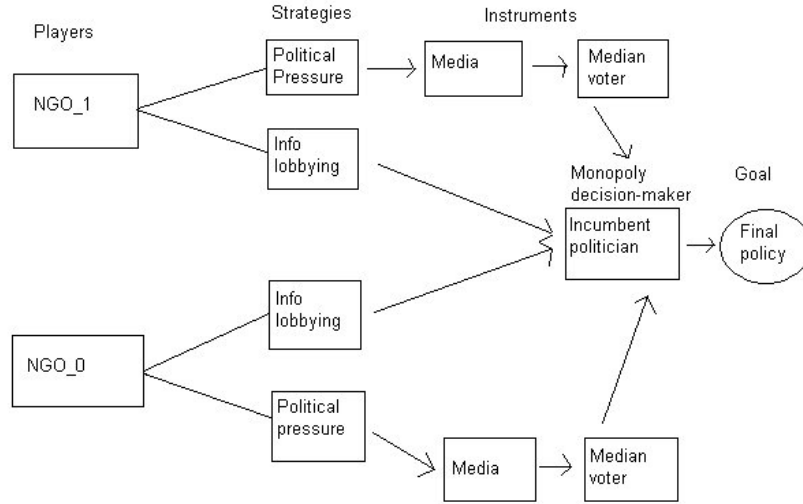 Players
Strategies
Instruments
NGO_1
Political
Pressure
Media
Median
voter
Info
lobbying
Monopoly
decision-maker
Goal
Incumbent
politician
Final
policy
Info
lobbying
NGO_0
Political
pressure
Media
Median
voter